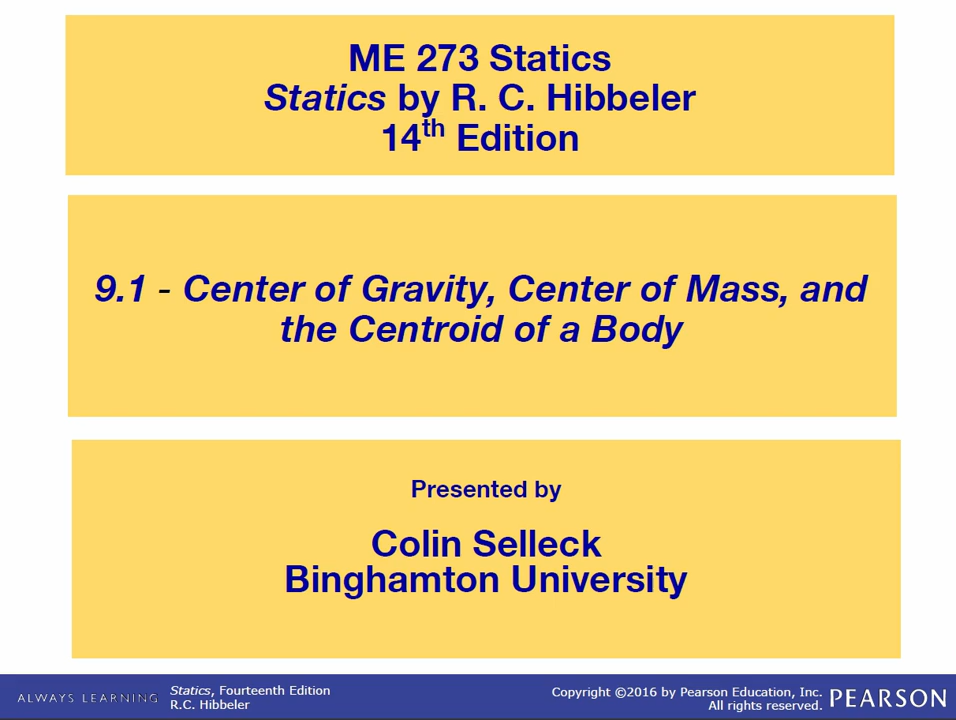 ME 273 Statics
Statics by R. C. Hibbeler
14th Edition
9.1 - Center of Gravity, Center of Mass, and
the Centroid of a Body
Presented by
Colin Selleck
Binghamton University
ALWAYS LEARNING
Statics, Fourteenth Edition
R.C. Hibbeler
Copyright ©2016 by Pearson Education, Inc.
All rights reserved.
PEARSON